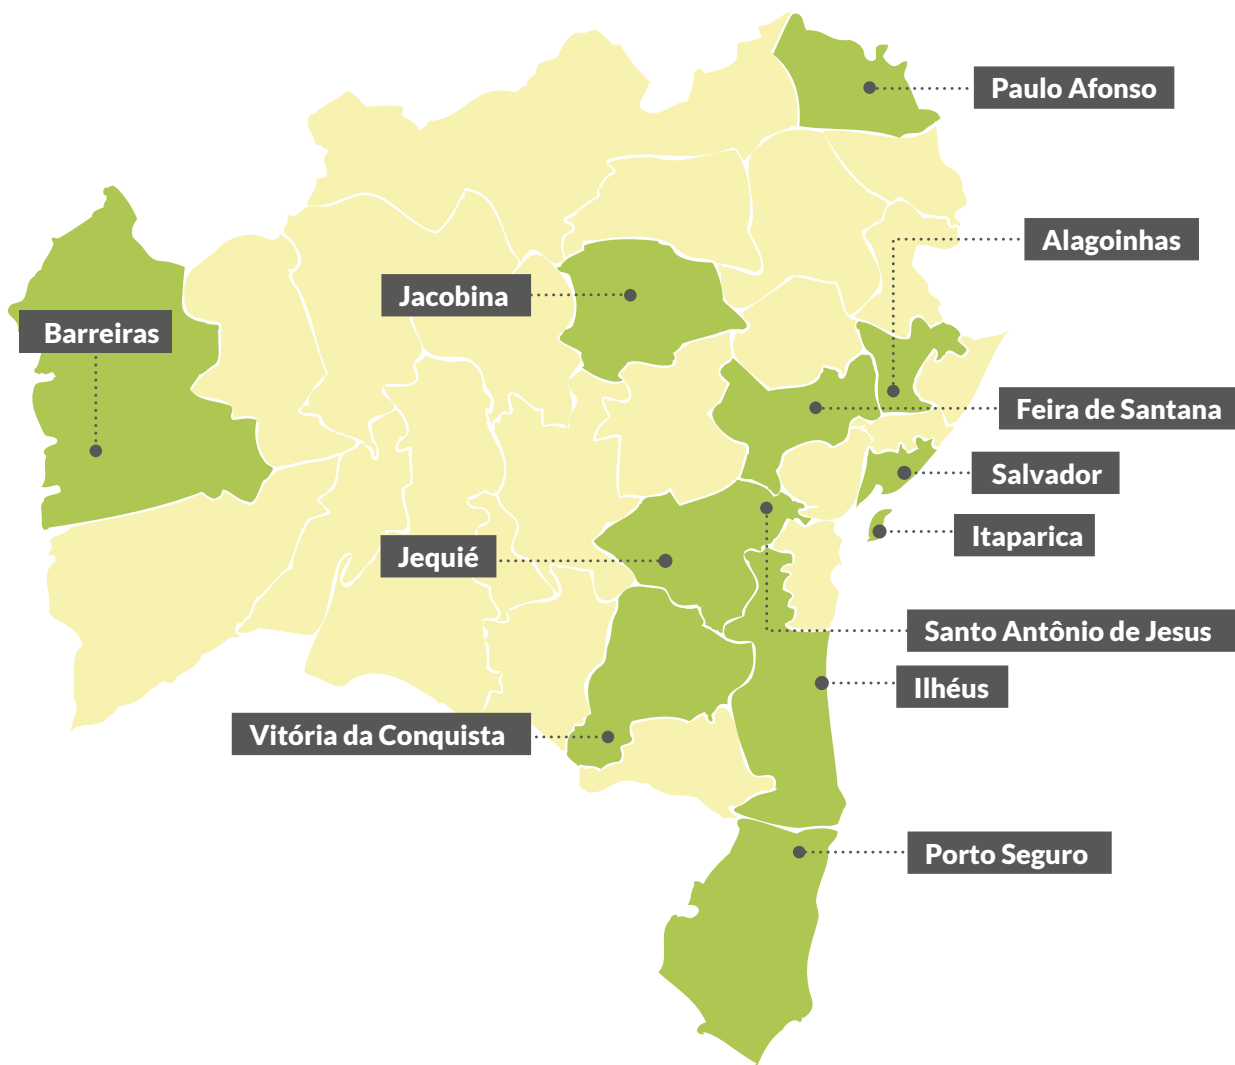 Paulo Afonso
Alagoinhas
Jacobina
Barreiras
Feira de Santana
Salvador
Itaparica
Jequié
Santo Antônio de Jesus
Ilhéus
Vitória da Conquista
Porto Seguro